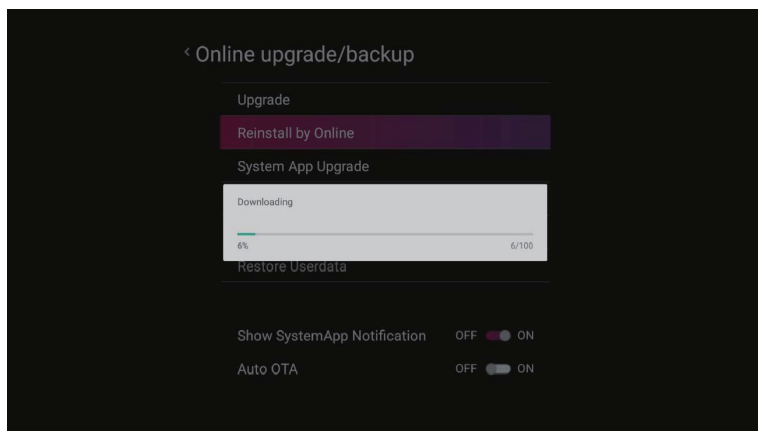 Online upgrade/backup
Upgrade
Reinstall by Online
System App Upgrade
Downloading
6% 6/100
Restore Userdata
Show SystemApp Notification OFF ON
Auto OTA OFF ON